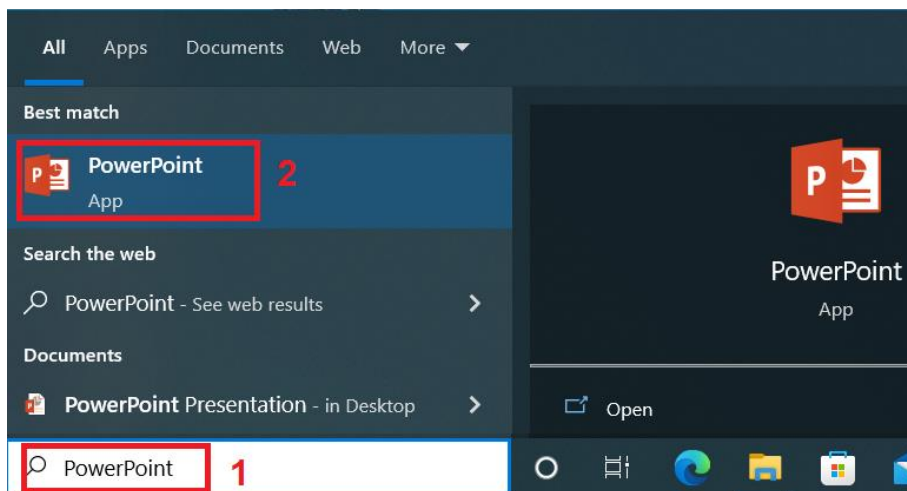 All Apps Documents Web More
Best match
PowerPoint
App
2
Search the web
PowerPoint - See web results
Documents
PowerPoint Presentation - in Desktop
PowerPoint
1
P
PowerPoint
App
Open